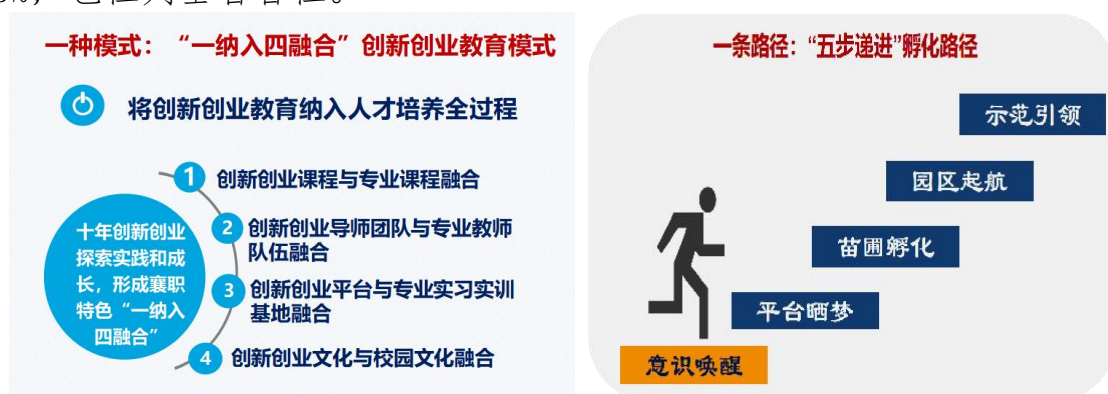 一种模式：“一纳入四融合”创新创业教育模式
将创新创业教育纳入人才培养全过程
十年创新创业
探索实践和成
长，形成襄职
特色“一纳入
四融合”
1 创新创业课程与专业课程融合
2 创新创业导师团队与专业教师
队伍融合
3 创新创业平台与专业实习实训
基地融合
4 创新创业文化与校园文化融合
一条路径：“五步递进”孵化路径
示范引领
园区起航
苗圃孵化
平台晒梦
意识唤醒